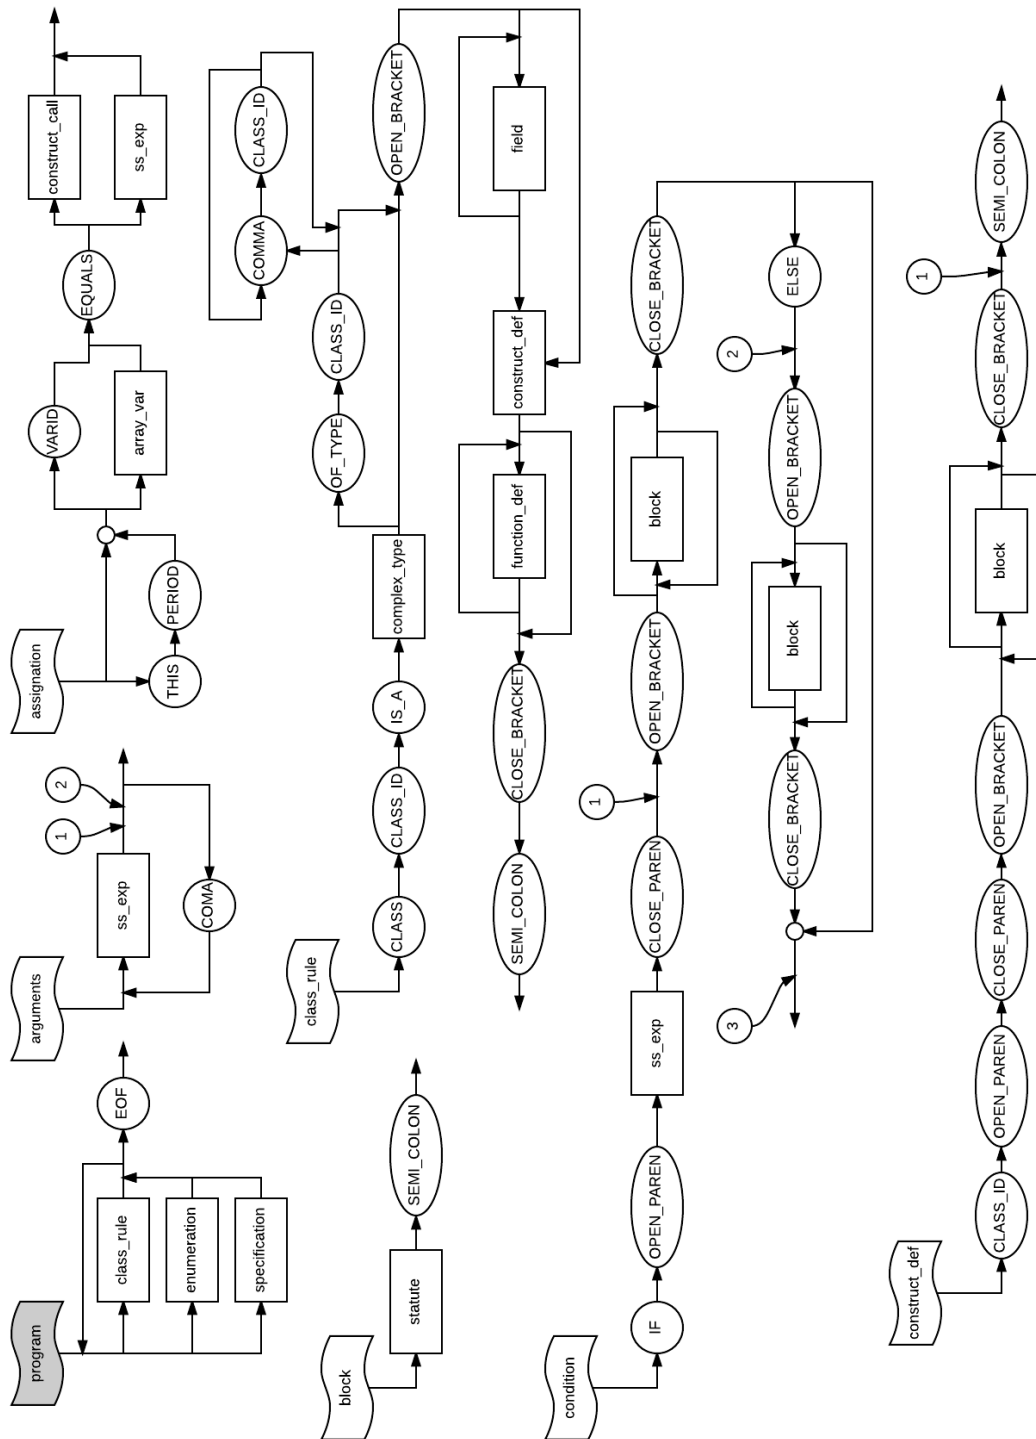 program
class_rule
enumeration
specification
EOF
arguments
ss_exp
1
2
COMA
assignation
THIS
PERIOD
VARID
array_var
EQUALS
construct_call
ss_exp
block
statute
SEMI_COLON
class_rule
CLASS
CLASS_ID
IS_A
complex_type
OF_TYPE
CLASS_ID
COMMA
CLASS_ID
OPEN_BRACKET
field
construct_def
function_def
CLOSE_BRACKET
SEMI_COLON
condition
IF
OPEN_PAREN
ss_exp
CLOSE_PAREN
1
OPEN_BRACKET
block
CLOSE_BRACKET
ELSE
2
OPEN_BRACKET
block
CLOSE_BRACKET
3
construct_def
CLASS_ID
OPEN_PAREN
CLOSE_PAREN
OPEN_BRACKET
block
CLOSE_BRACKET
1
SEMI_COLON